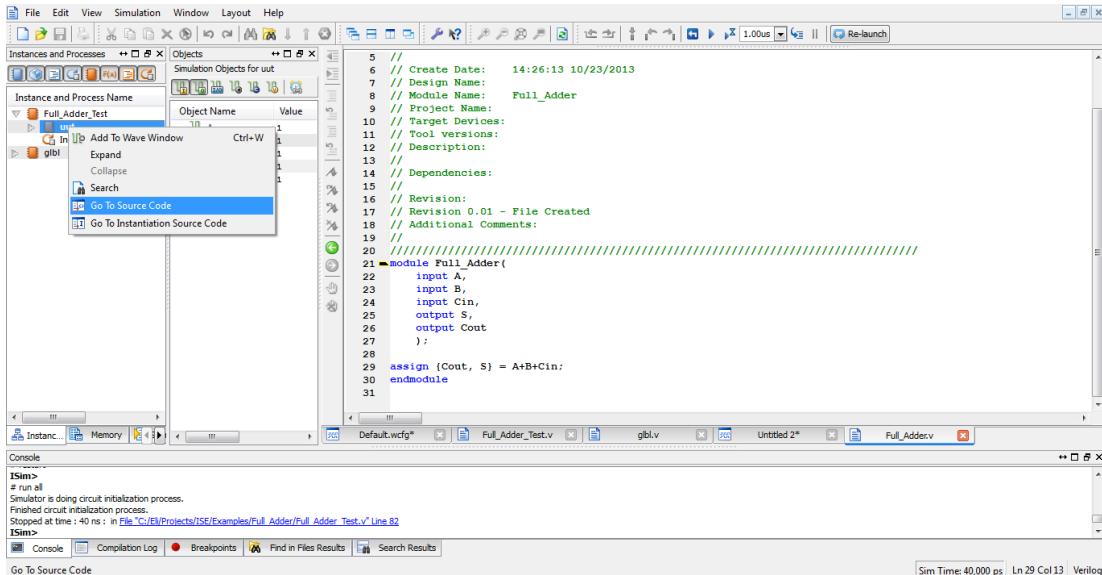 File Edit View Simulation Window Layout Help
1.00us Re-launch
Instances and Processes
Instance and Process Name
Full_Adder_Test
uut
In
glbl
Add To Wave Window Ctrl+W
Expand
Collapse
Search
Go To Source Code
Go To Instantiation Source Code
Instanc... Memory
Objects
Simulation Objects for uut
Object Name Value
1
1
1
1
1
5 //
6 // Create Date: 14:26:13 10/23/2013
7 // Design Name:
8 // Module Name: Full_Adder
9 // Project Name:
10 // Target Devices:
11 // Tool versions:
12 // Description:
13 //
14 // Dependencies:
15 //
16 // Revision:
17 // Revision 0.01 - File Created
18 // Additional Comments:
19 //
20 //////////////////////////////////////////////////////////////////////////////////
21 module Full_Adder(
22 input A,
23 input B,
24 input Cin,
25 output S,
26 output Cout
27 );
28
29 assign {Cout, S} = A+B+Cin;
30 endmodule
31
Default.wcfg* Full_Adder_Test.v glbl.v Untitled 2* Full_Adder.v
Console
ISim>
# run all
Simulator is doing circuit initialization process.
Finished circuit initialization process.
Stopped at time : 40 ns : in File "C:/Eli/Projects/ISE/Examples/Full_Adder/Full_Adder_Test.v" Line 82
ISim>
Console Compilation Log Breakpoints Find in Files Results Search Results
Go To Source Code Sim Time: 40,000 ps Ln 29 Col 13 Verilog